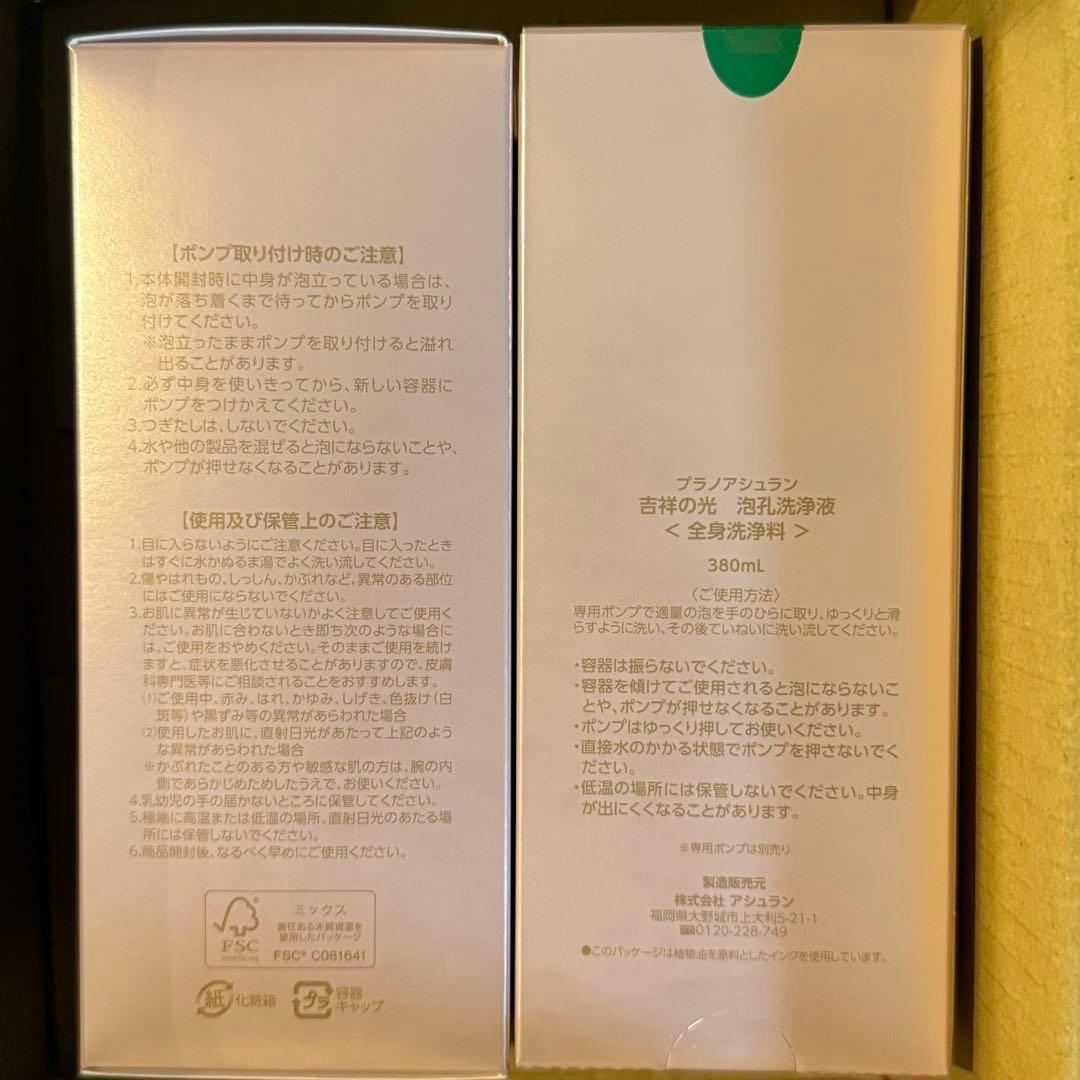 【ポンプ取り付け時のご注意】
1.本体開封時に中身が泡立っている場合は、
泡が落ち着くまで待ってからポンプを取り
付けてください。
※泡立ったままポンプを取り付けると溢れ
出ることがあります。
2.必ず中身を使いきってから、新しい容器に
ポンプをつけかえてください。
3.つぎたしは、しないでください。
4.水や他の製品を混ぜると泡にならないことや、
ポンプが押せなくなることがあります。
【使用及び保管上のご注意】
1.目に入らないようにご注意ください。目に入ったとき
はすぐに水かぬるま湯でよく洗い流してください。
2.傷やはれもの、しっしん、かぶれなど、異常のある部位
にはご使用にならないでください。
3.お肌に異常が生じていないかよく注意してご使用く
ださい。お肌に合わないとき即ち次のような場合に
は、ご使用をおやめください。そのままご使用を続け
ますと、症状を悪化させることがありますので、皮膚
科専門医等にご相談されることをおすすめします。
(1)ご使用中、赤み、はれ、かゆみ、しげき、色抜け(白
斑等)や黒ずみ等の異常があらわれた場合
(2)使用したお肌に、直射日光があたって上記のよう
な異常があらわれた場合
※かぶれたことのある方や敏感な肌の方は、腕の内
側であらかじめためしたうえで、お使いください。
4.乳幼児の手の届かないところに保管してください。
5.極端に高温または低温の場所、直射日光のあたる場
所には保管しないでください。
6.商品開封後、なるべく早めにご使用ください。
FSC
www.fsc.org
ミックス
責任ある木質資源を
使用したパッケージ
FSC® C081641
紙 化粧箱
プラ 容器
キャップ
プラノアシュラン
吉祥の光 泡孔洗浄液
< 全身洗浄料 >
380mL
〈ご使用方法〉
専用ポンプで適量の泡を手のひらに取り、ゆっくりと滑
らすように洗い、その後ていねいに洗い流してください。
・容器は振らないでください。
・容器を傾けてご使用されると泡にならないこ
とや、ポンプが押せなくなることがあります。
・ポンプはゆっくり押してお使いください。
・直接水のかかる状態でポンプを押さないでく
ださい。
・低温の場所には保管しないでください。中身
が出にくくなることがあります。
※専用ポンプは別売り
製造販売元
株式会社 アシュラン
福岡県大野城市上大利5-21-1
0120-228-749
●このパッケージは植物油を原料としたインクを使用しています。